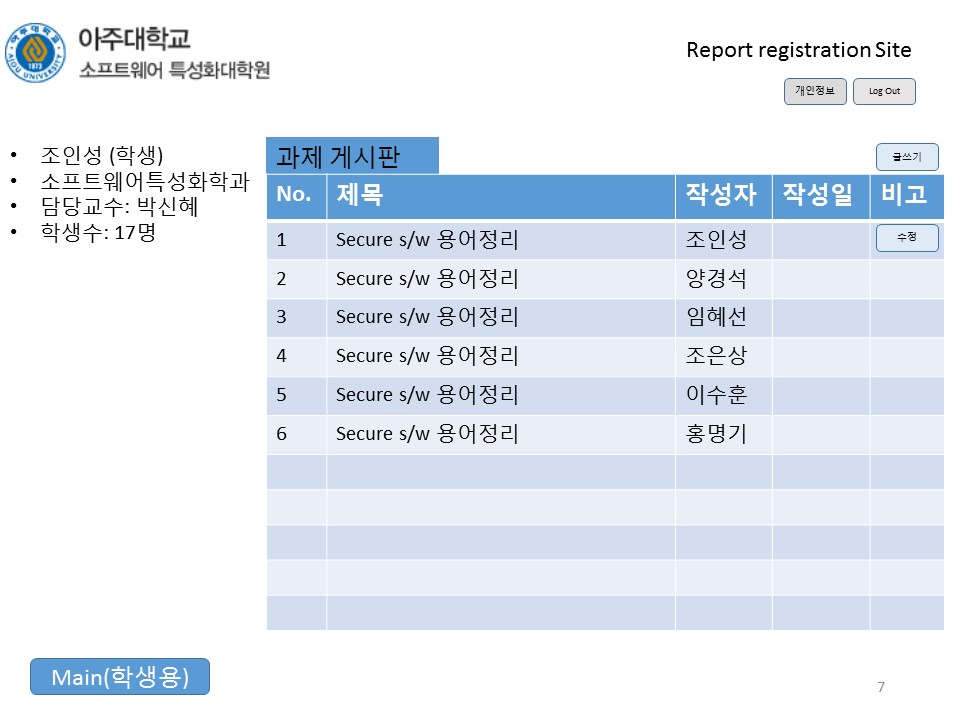 아주대학교
소프트웨어 특성화대학원
AJOU UNIVERSITY
1973
Report registration Site
개인정보 Log Out
• 조인성 (학생)
• 소프트웨어특성화학과
• 담당교수: 박신혜
• 학생수: 17명
과제 게시판
글쓰기
No. 제목 작성자 작성일 비고
1 Secure s/w 용어정리 조인성 수정
2 Secure s/w 용어정리 양경석
3 Secure s/w 용어정리 임혜선
4 Secure s/w 용어정리 조은상
5 Secure s/w 용어정리 이수훈
6 Secure s/w 용어정리 홍명기
Main(학생용)
7